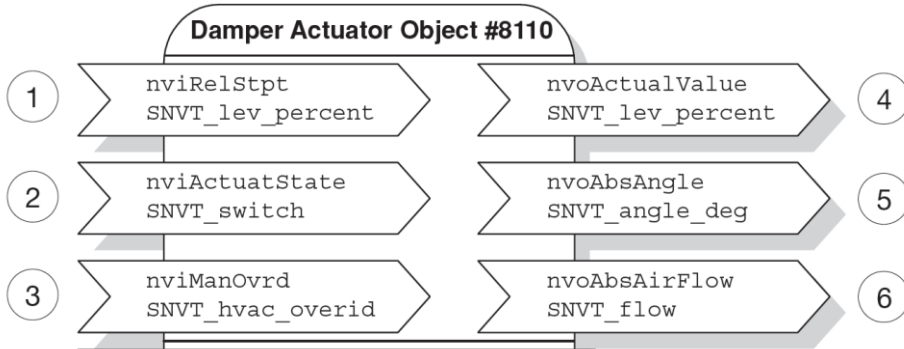 Damper Actuator Object #8110
1
nviRelStpt
SNVT_lev_percent
nvoActualValue
SNVT_lev_percent
4
2
nviActuatState
SNVT_switch
nvoAbsAngle
SNVT_angle_deg
5
3
nviManOvrd
SNVT_hvac_overid
nvoAbsAirFlow
SNVT_flow
6